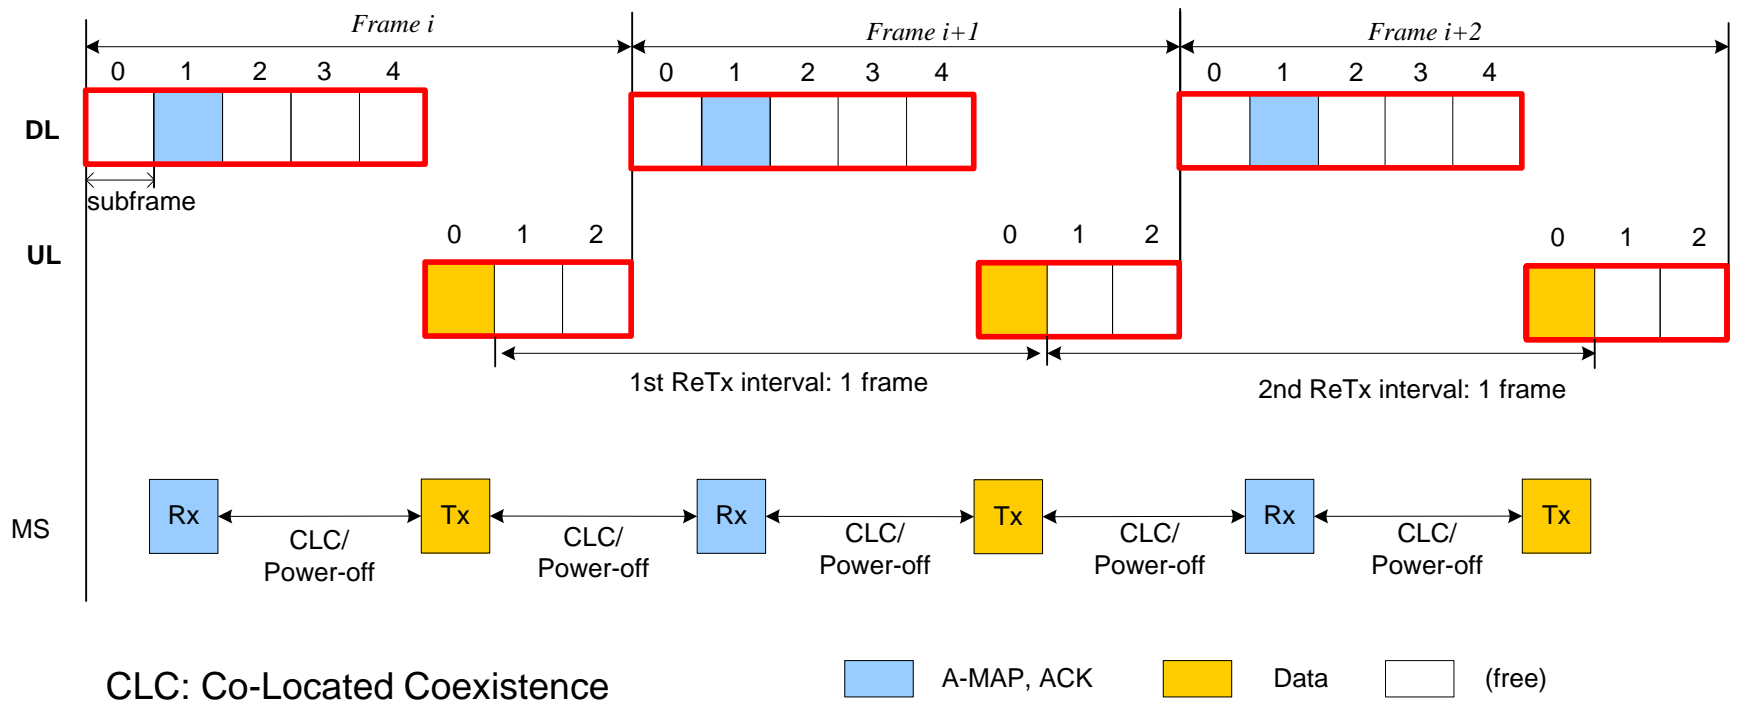 Frame i Frame i+1 Frame i+2
0 1 2 3 4 0 1 2 3 4 0 1 2 3 4
DL
subframe
0 1 2 0 1 2 0 1 2
UL
1st ReTx interval: 1 frame 2nd ReTx interval: 1 frame
MS Rx Tx Rx Tx Rx Tx
CLC/ CLC/ CLC/ CLC/ CLC/
Power-off Power-off Power-off Power-off Power-off
CLC: Co-Located Coexistence A-MAP, ACK Data (free)